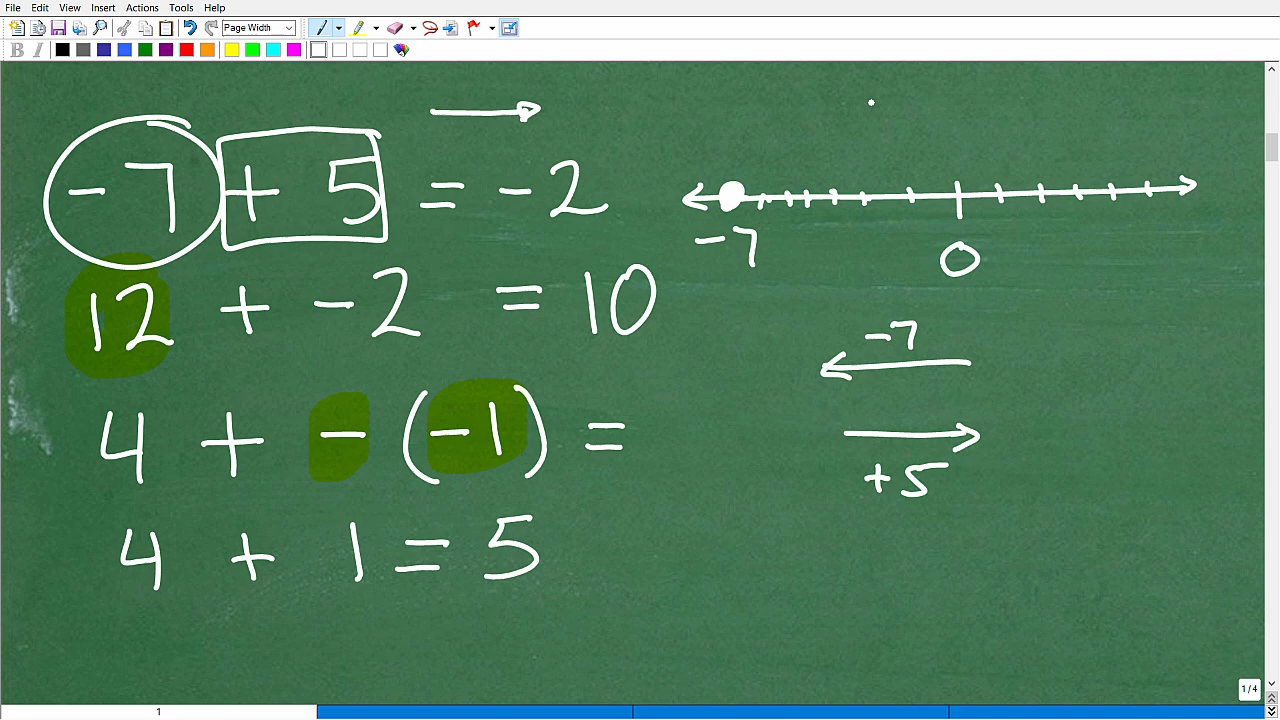 File Edit View Insert Actions Tools Help
Page Width
B I
-7 + 5 = -2
-7 0
12 + -2 = 10
-7
4 + -(-1) =
+5
4 + 1 = 5
1/4
1